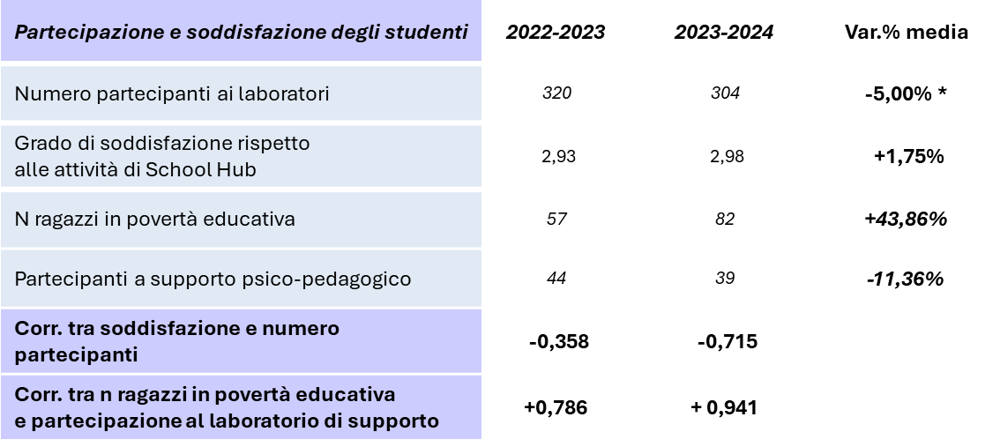 Partecipazione e soddisfazione degli studenti 2022-2023 2023-2024 Var.% media
Numero partecipanti ai laboratori 320 304 -5,00% *
Grado di soddisfazione rispetto
alle attività di School Hub 2,93 2,98 +1,75%
N ragazzi in povertà educativa 57 82 +43,86%
Partecipanti a supporto psico-pedagogico 44 39 -11,36%
Corr. tra soddisfazione e numero
partecipanti -0,358 -0,715
Corr. tra n ragazzi in povertà educativa
e partecipazione al laboratorio di supporto +0,786 + 0,941